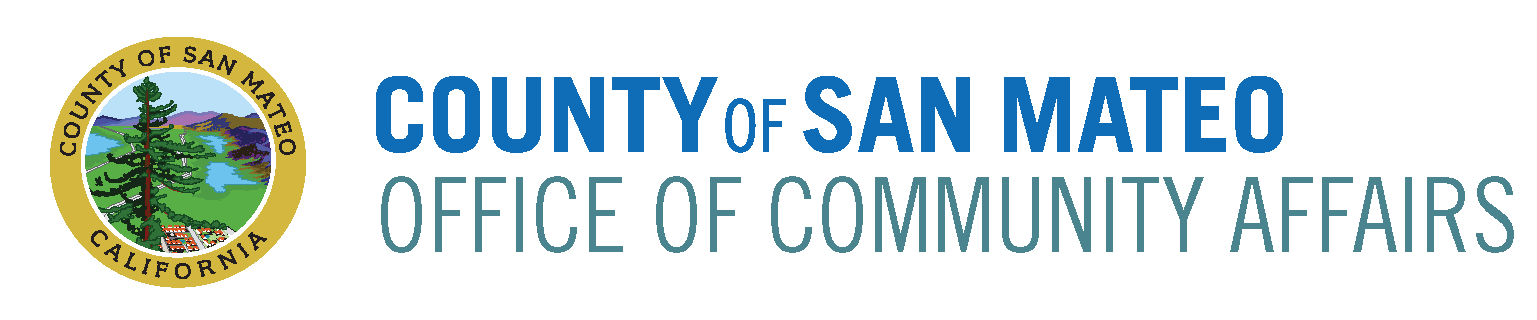 COUNTY OF SAN MATEO
CALIFORNIA
COUNTY OF SAN MATEO
OFFICE OF COMMUNITY AFFAIRS